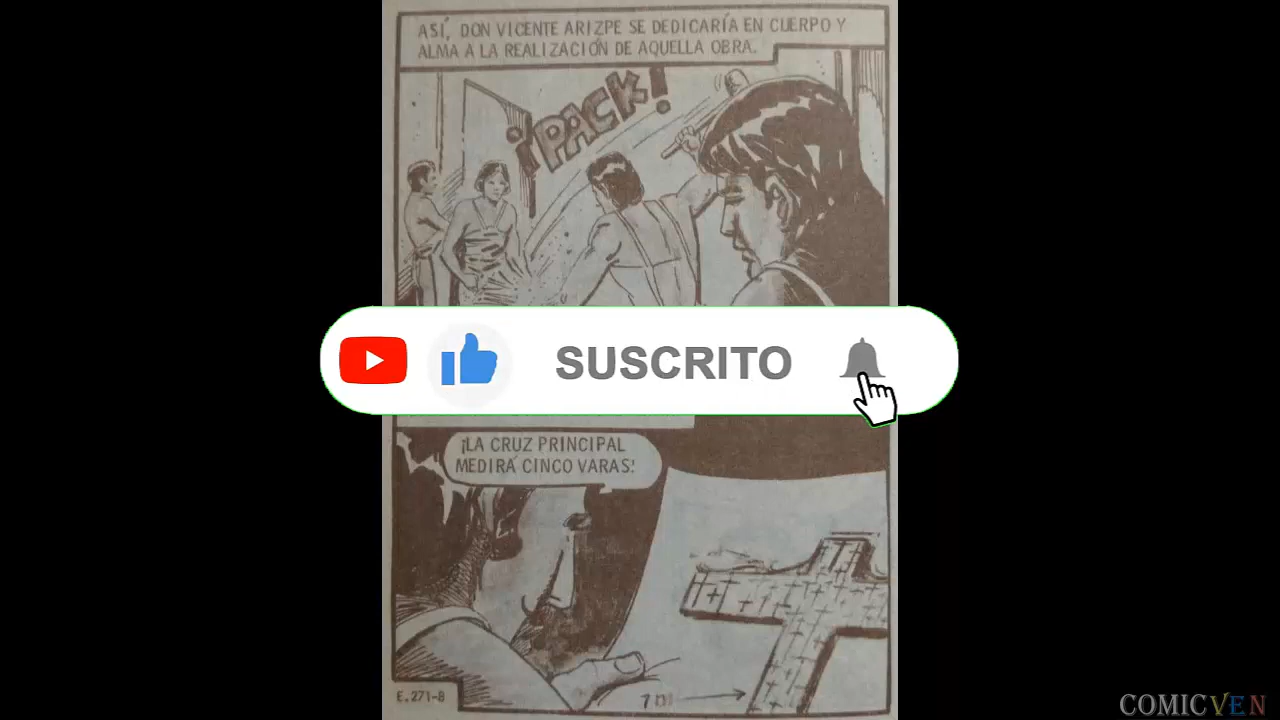 ASÍ, DON VICENTE ARIZPE SE DEDICARÍA EN CUERPO Y
ALMA A LA REALIZACIÓN DE AQUELLA OBRA.
¡PACK!
SUSCRITO
¡LA CRUZ PRINCIPAL
MEDIRÁ CINCO VARAS!
E.271-8
COMICVEN